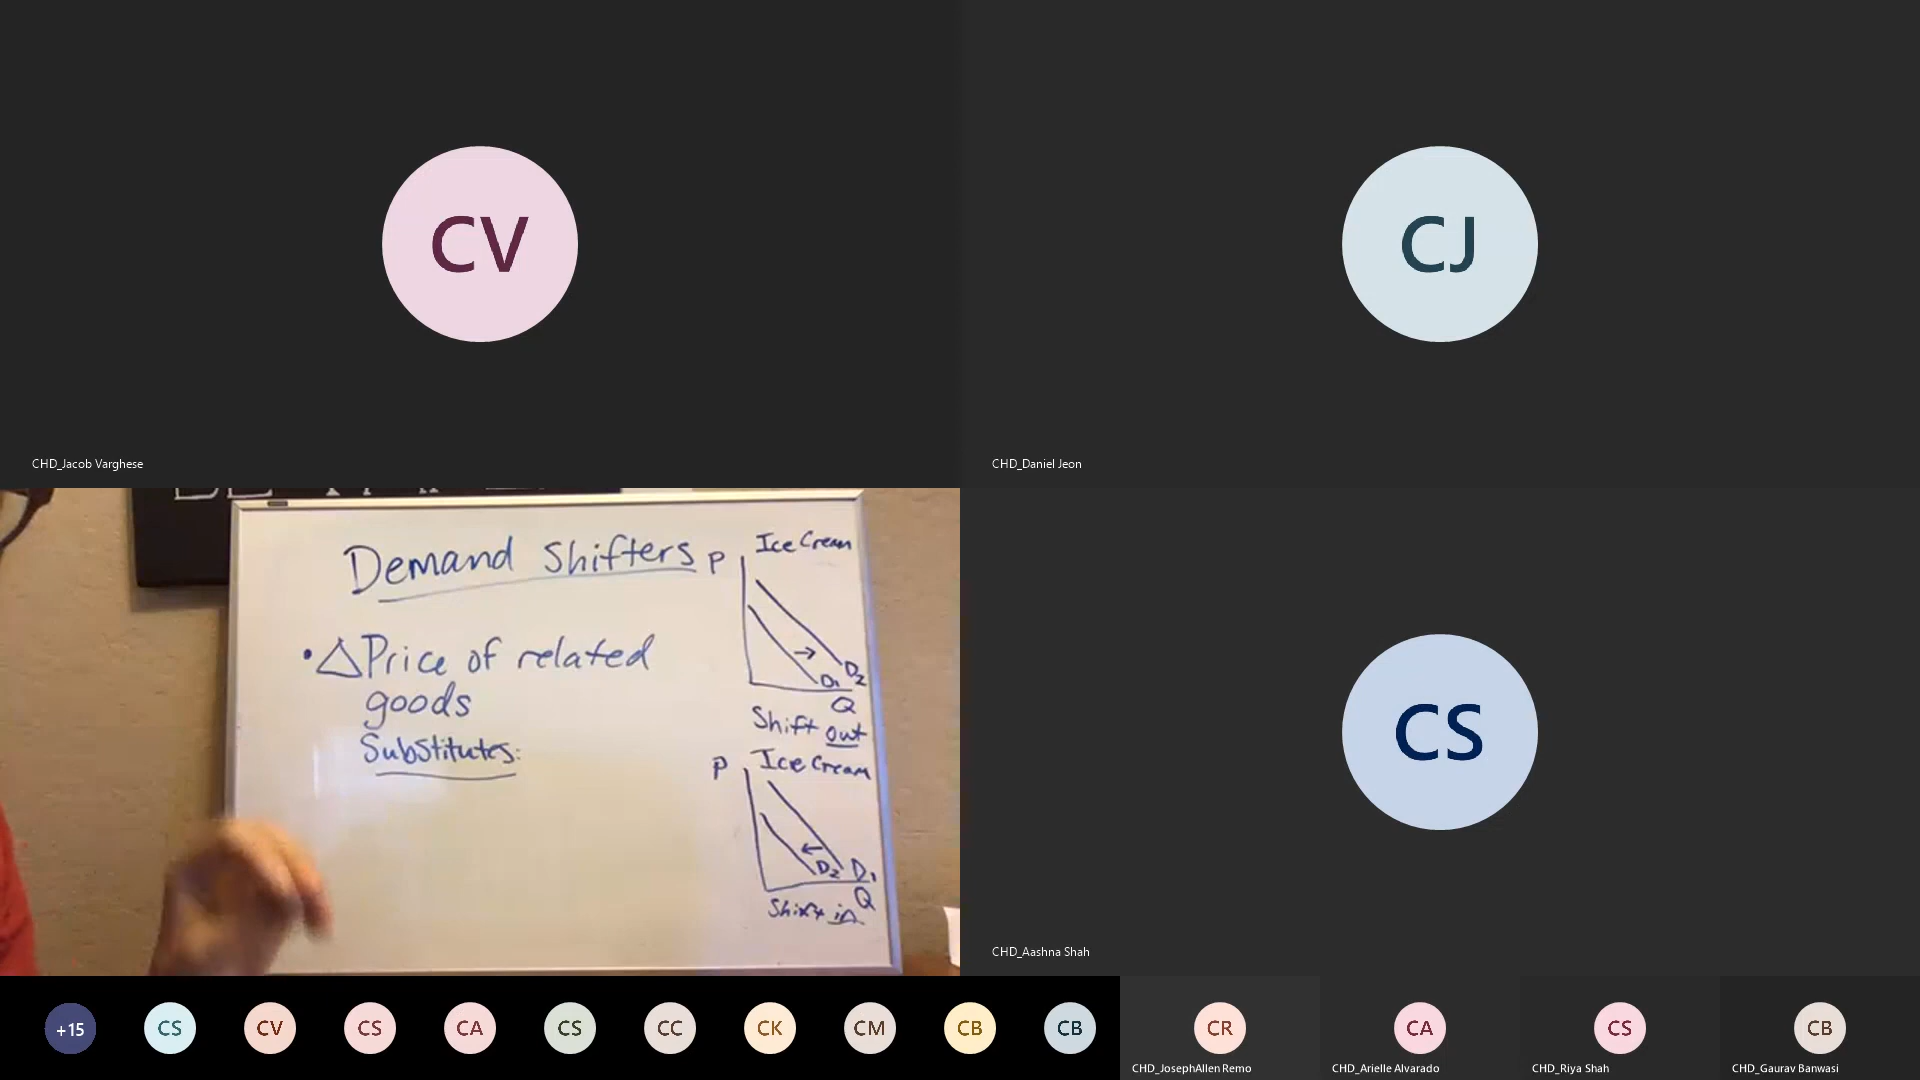 CV
CHD_Jacob Varghese
CJ
CHD_Daniel Jeon
Demand Shifters
• △Price of related
goods
Substitutes:
P
Ice Cream
D₁
D₂
Q
Shift out
P
Ice Cream
D₂
D₁
Q
Shift in
CS
CHD_Aashna Shah
+15
CS
CV
CS
CA
CS
CC
CK
CM
CB
CB
CR
CHD_JosephAllen Remo
CA
CHD_Arielle Alvarado
CS
CHD_Riya Shah
CB
CHD_Gaurav Banwasi